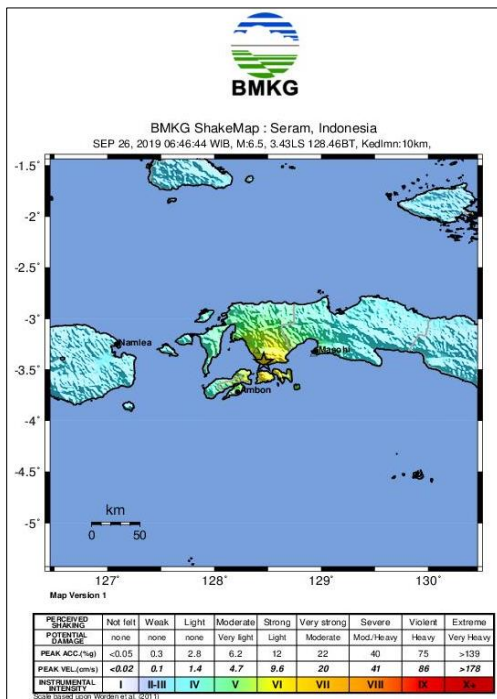 BMKG
BMKG ShakeMap : Seram, Indonesia
SEP 26, 2019 06:46:44 WIB, M:6.5, 3.43LS 128.46BT, Kedlmn:10km,
-1.5°
-2°
-2.5°
-3°
Namlea
Masohi
-3.5°
Ambon
-4°
-4.5°
km
-5°
0 50
127° 128° 129° 130°
Map Version 1
PERCEIVED SHAKING Not felt Weak Light Moderate Strong Very strong Severe Violent Extreme
POTENTIAL DAMAGE none none none Very light Light Moderate Mod./Heavy Heavy Very Heavy
PEAK ACC.(%g) <0.05 0.3 2.8 6.2 12 22 40 75 >139
PEAK VEL.(cm/s) <0.02 0.1 1.4 4.7 9.6 20 41 86 >178
INSTRUMENTAL INTENSITY I II-III IV V VI VII VIII IX X+
Scale based upon Worden et al. (2011)